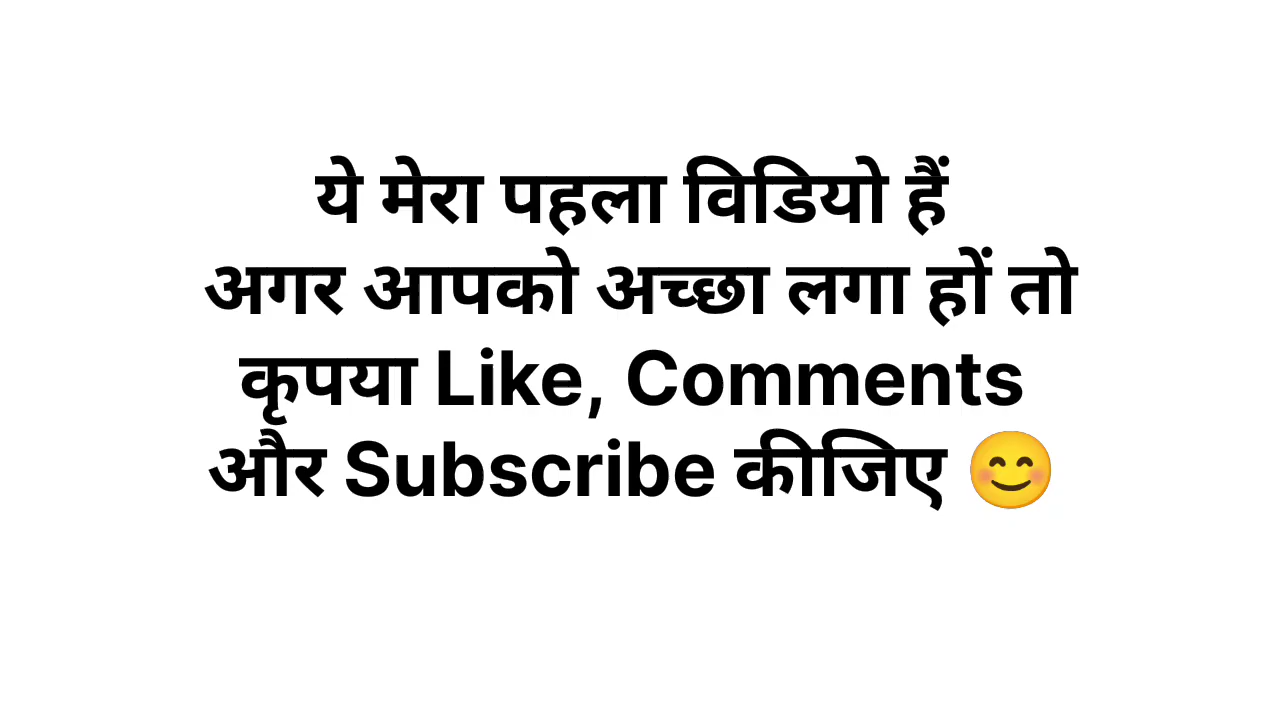 ये मेरा पहला विडियो हैं
अगर आपको अच्छा लगा हों तो
कृपया Like, Comments
और Subscribe कीजिए 😊